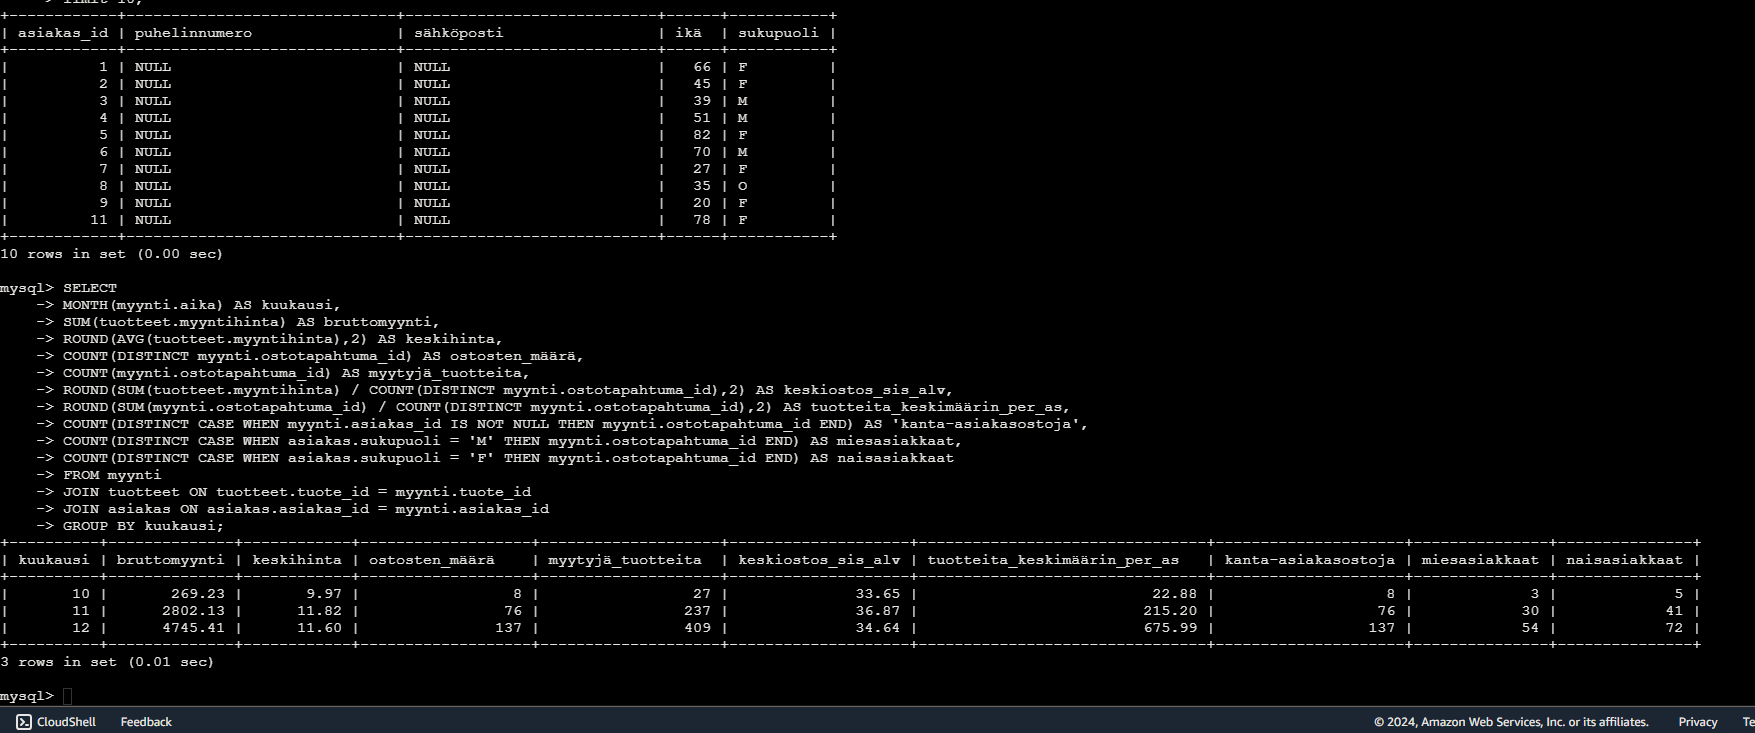 -> limit 10;
+------------+------------------------------+----------------------------+------+-----------+
| asiakas_id | puhelinnumero                | sähköposti                 | ikä  | sukupuoli |
+------------+------------------------------+----------------------------+------+-----------+
|          1 | NULL                         | NULL                       |   66 | F         |
|          2 | NULL                         | NULL                       |   45 | F         |
|          3 | NULL                         | NULL                       |   39 | M         |
|          4 | NULL                         | NULL                       |   51 | M         |
|          5 | NULL                         | NULL                       |   82 | F         |
|          6 | NULL                         | NULL                       |   70 | M         |
|          7 | NULL                         | NULL                       |   27 | F         |
|          8 | NULL                         | NULL                       |   35 | O         |
|          9 | NULL                         | NULL                       |   20 | F         |
|         11 | NULL                         | NULL                       |   78 | F         |
+------------+------------------------------+----------------------------+------+-----------+
10 rows in set (0.00 sec)

mysql> SELECT
    -> MONTH(myynti.aika) AS kuukausi,
    -> SUM(tuotteet.myyntihinta) AS bruttomyynti,
    -> ROUND(AVG(tuotteet.myyntihinta),2) AS keskihinta,
    -> COUNT(DISTINCT myynti.ostotapahtuma_id) AS ostosten_määrä,
    -> COUNT(myynti.ostotapahtuma_id) AS myytyjä_tuotteita,
    -> ROUND(SUM(tuotteet.myyntihinta) / COUNT(DISTINCT myynti.ostotapahtuma_id),2) AS keskiostos_sis_alv,
    -> ROUND(SUM(myynti.ostotapahtuma_id) / COUNT(DISTINCT myynti.ostotapahtuma_id),2) AS tuotteita_keskimäärin_per_as,
    -> COUNT(DISTINCT CASE WHEN myynti.asiakas_id IS NOT NULL THEN myynti.ostotapahtuma_id END) AS 'kanta-asiakasostoja',
    -> COUNT(DISTINCT CASE WHEN asiakas.sukupuoli = 'M' THEN myynti.ostotapahtuma_id END) AS miesasiakkaat,
    -> COUNT(DISTINCT CASE WHEN asiakas.sukupuoli = 'F' THEN myynti.ostotapahtuma_id END) AS naisasiakkaat
    -> FROM myynti
    -> JOIN tuotteet ON tuotteet.tuote_id = myynti.tuote_id
    -> JOIN asiakas ON asiakas.asiakas_id = myynti.asiakas_id
    -> GROUP BY kuukausi;
+----------+--------------+------------+-------------------+--------------------+--------------------+--------------------------------+---------------------+---------------+---------------+
| kuukausi | bruttomyynti | keskihinta | ostosten_määrä    | myytyjä_tuotteita  | keskiostos_sis_alv | tuotteita_keskimäärin_per_as   | kanta-asiakasostoja | miesasiakkaat | naisasiakkaat |
+----------+--------------+------------+-------------------+--------------------+--------------------+--------------------------------+---------------------+---------------+---------------+
|       10 |       269.23 |       9.97 |                 8 |                 27 |              33.65 |                          22.88 |                   8 |             3 |             5 |
|       11 |      2802.13 |      11.82 |                76 |                237 |              36.87 |                         215.20 |                  76 |            30 |            41 |
|       12 |      4745.41 |      11.60 |               137 |                409 |              34.64 |                         675.99 |                 137 |            54 |            72 |
+----------+--------------+------------+-------------------+--------------------+--------------------+--------------------------------+---------------------+---------------+---------------+
3 rows in set (0.01 sec)

mysql>
CloudShell Feedback © 2024, Amazon Web Services, Inc. or its affiliates. Privacy Te